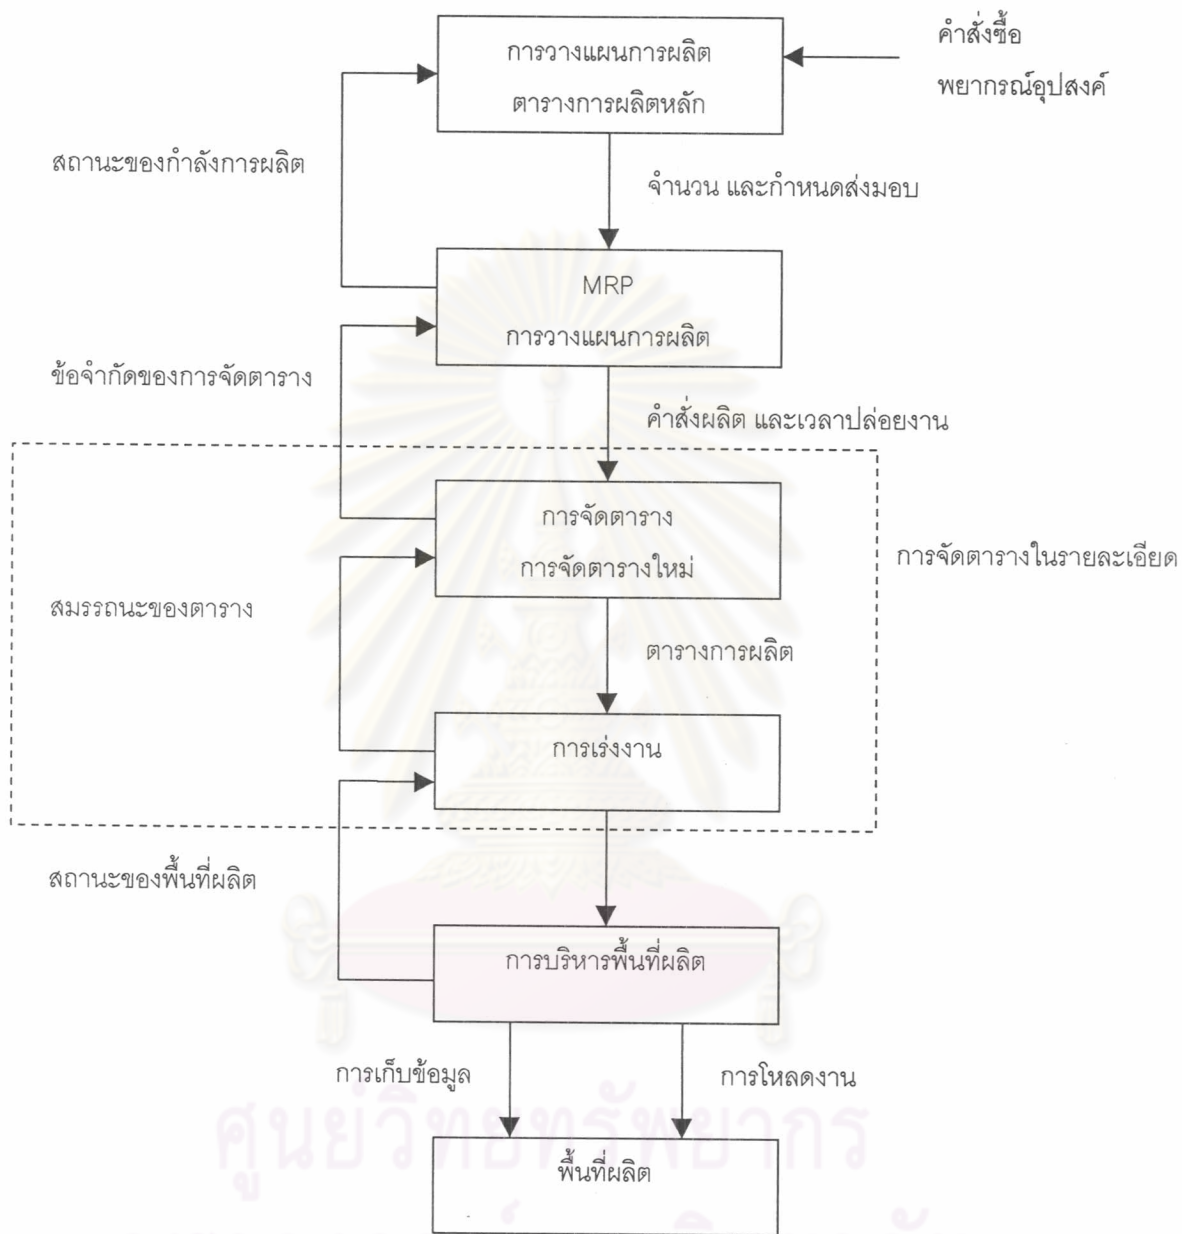 คำสั่งซื้อ
พยากรณ์อุปสงค์
การวางแผนการผลิต
ตารางการผลิตหลัก
สถานะของกำลังการผลิต
จำนวน และกำหนดส่งมอบ
MRP
การวางแผนการผลิต
ข้อจำกัดของการจัดตาราง
คำสั่งผลิต และเวลาปล่อยงาน
การจัดตาราง
การจัดตารางใหม่
การจัดตารางในรายละเอียด
สมรรถนะของตาราง
ตารางการผลิต
การเร่งงาน
สถานะของพื้นที่ผลิต
การบริหารพื้นที่ผลิต
การเก็บข้อมูล
การโหลดงาน
ศูนย์วิทยทรัพยากร
พื้นที่ผลิต